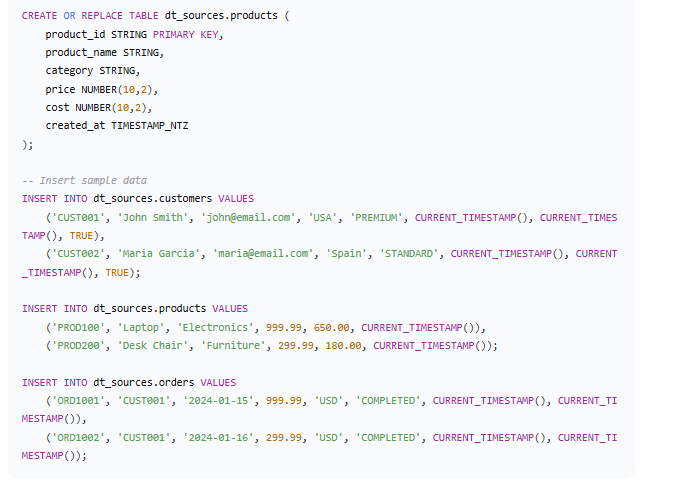 CREATE OR REPLACE TABLE dt_sources.products (
    product_id STRING PRIMARY KEY,
    product_name STRING,
    category STRING,
    price NUMBER(10,2),
    cost NUMBER(10,2),
    created_at TIMESTAMP_NTZ
);

-- Insert sample data
INSERT INTO dt_sources.customers VALUES
    ('CUST001', 'John Smith', 'john@email.com', 'USA', 'PREMIUM', CURRENT_TIMESTAMP(), CURRENT_TIMES
TAMP(), TRUE),
    ('CUST002', 'Maria Garcia', 'maria@email.com', 'Spain', 'STANDARD', CURRENT_TIMESTAMP(), CURRENT
_TIMESTAMP(), TRUE);

INSERT INTO dt_sources.products VALUES
    ('PROD100', 'Laptop', 'Electronics', 999.99, 650.00, CURRENT_TIMESTAMP()),
    ('PROD200', 'Desk Chair', 'Furniture', 299.99, 180.00, CURRENT_TIMESTAMP());

INSERT INTO dt_sources.orders VALUES
    ('ORD1001', 'CUST001', '2024-01-15', 999.99, 'USD', 'COMPLETED', CURRENT_TIMESTAMP(), CURRENT_TI
MESTAMP()),
    ('ORD1002', 'CUST001', '2024-01-16', 299.99, 'USD', 'COMPLETED', CURRENT_TIMESTAMP(), CURRENT_TI
MESTAMP());